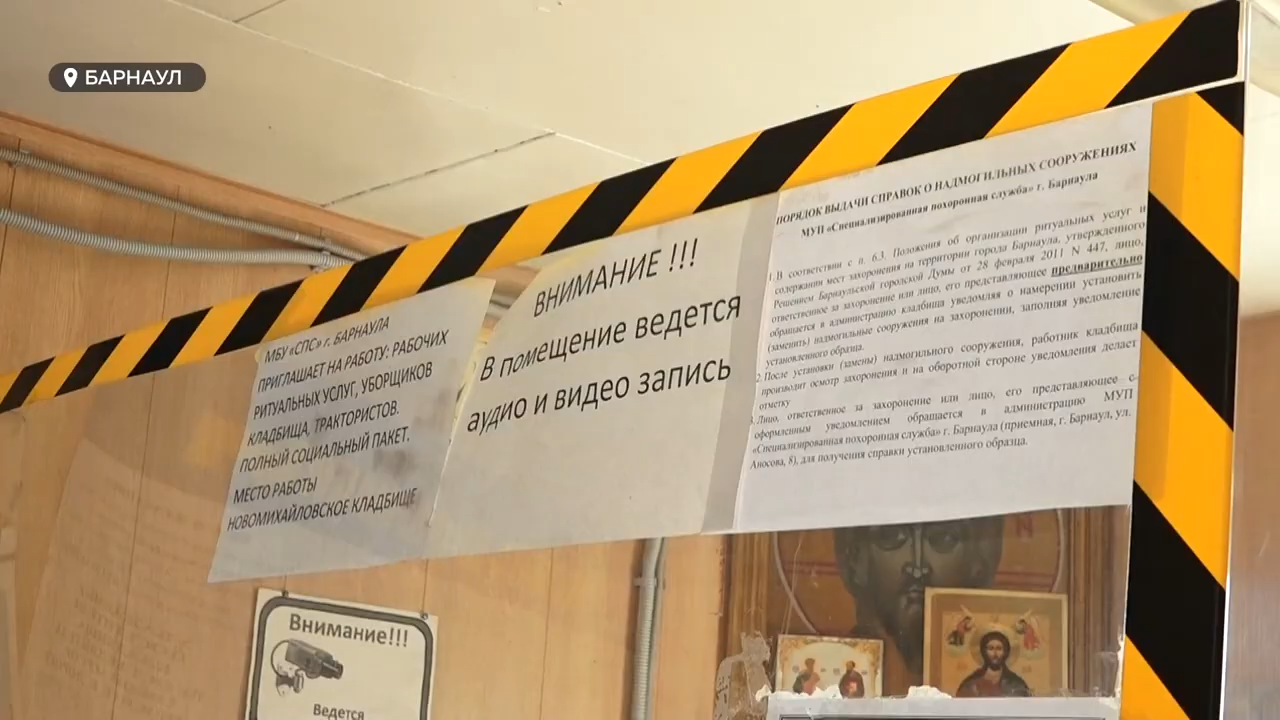 БАРНАУЛ
МБУ «СПС» г. БАРНАУЛА
ПРИГЛАШАЕТ НА РАБОТУ: РАБОЧИХ
РИТУАЛЬНЫХ УСЛУГ, УБОРЩИКОВ
КЛАДБИЩА, ТРАКТОРИСТОВ.
ПОЛНЫЙ СОЦИАЛЬНЫЙ ПАКЕТ.
МЕСТО РАБОТЫ
НОВОМИХАЙЛОВСКОЕ КЛАДБИЩЕ
ВНИМАНИЕ !!!
В помещение ведется
аудио и видео запись
ПОРЯДОК ВЫДАЧИ СПРАВОК О НАДМОГИЛЬНЫХ СООРУЖЕНИЯХ
МУП «Специализированная похоронная служба» г. Барнаула
1. В соответствии с п. 6.3. Положения об организации ритуальных услуг и
содержании мест захоронения на территории города Барнаула, утвержденного
Решением Барнаульской городской Думы от 28 февраля 2011 N 447, лицо,
ответственное за захоронение или лицо, его представляющее предварительно
обращается в администрацию кладбища уведомляя о намерении установить
(заменить) надмогильные сооружения на захоронении, заполняя уведомление
установленного образца.
2. После установки (замены) надмогильного сооружения, работник кладбища
производит осмотр захоронения и на оборотной стороне уведомления делает
отметку
3. Лицо, ответственное за захоронение или лицо, его представляющее с
оформленным уведомлением обращается в администрацию МУП
«Специализированная похоронная служба» г. Барнаула (приемная, г. Барнаул, ул.
Аносова, 8), для получения справки установленного образца.
Внимание!!!
Ведется